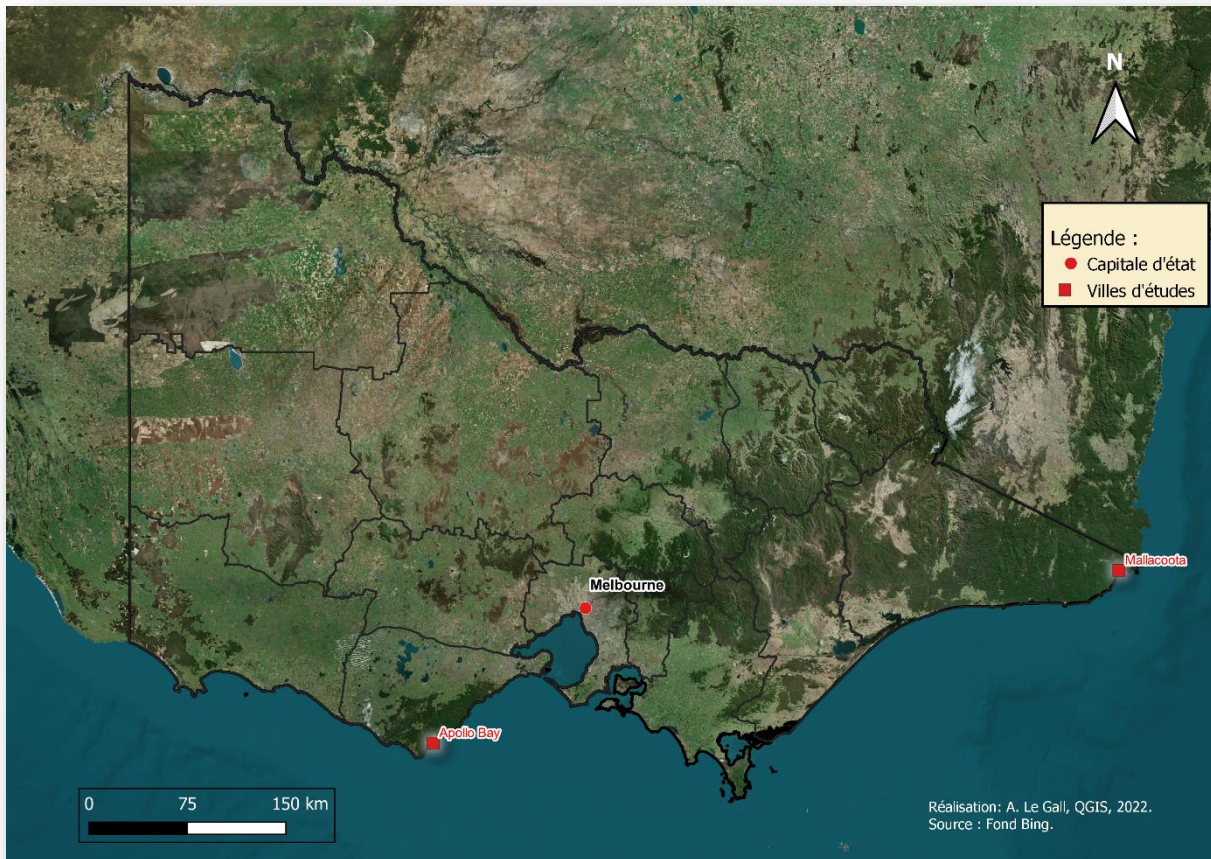 N
Légende :
Capitale d'état
Villes d'études
Mallacoota
Melbourne
Apollo Bay
0 75 150 km
Réalisation: A. Le Gall, QGIS, 2022.
Source : Fond Bing.